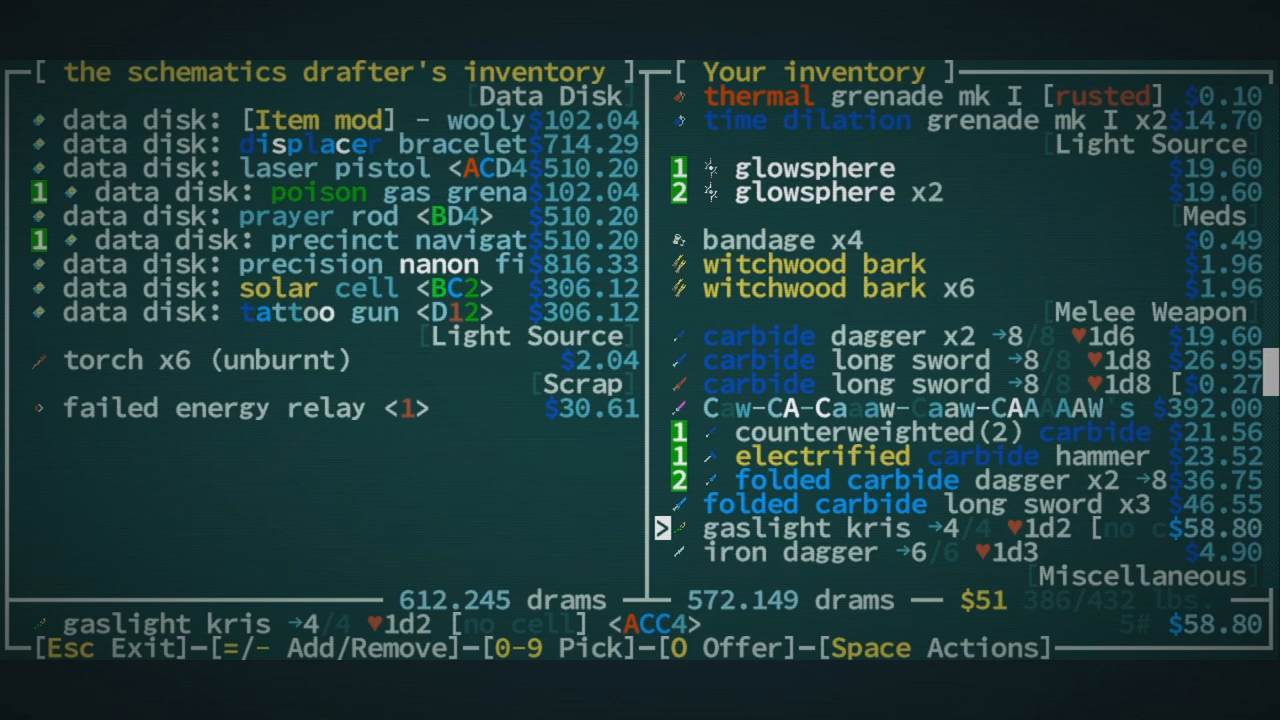 [ the schematics drafter's inventory ]
[Data Disk]
data disk: [Item mod] - wooly $102.04
data disk: displacer bracelet $714.29
data disk: laser pistol <ACD4 $510.20
1 data disk: poison gas grena $102.04
data disk: prayer rod <BD4> $510.20
1 data disk: precinct navigat $510.20
data disk: precision nanon fi $816.33
data disk: solar cell <BC2> $306.12
data disk: tattoo gun <D12> $306.12
[Light Source]
torch x6 (unburnt) $2.04
[Scrap]
failed energy relay <1> $30.61
612.245 drams
[ Your inventory ]
thermal grenade mk I [rusted] $0.10
time dilation grenade mk I x2 $14.70
[Light Source]
1 glowsphere $19.60
2 glowsphere x2 $19.60
[Meds]
bandage x4 $0.49
witchwood bark $1.96
witchwood bark x6 $1.96
[Melee Weapon]
carbide dagger x2 →8/8 ♥1d6 $19.60
carbide long sword →8/8 ♥1d8 $26.95
carbide long sword →8/8 ♥1d8 [ $0.27
Caw-CA-Caaaw-Caaw-CAAAAAW's $392.00
1 counterweighted(2) carbide $21.56
1 electrified carbide hammer $23.52
2 folded carbide dagger x2 →8 $36.75
folded carbide long sword x3 $46.55
> gaslight kris →4/4 ♥1d2 [no c $58.80
iron dagger →6/6 ♥1d3 $4.90
[Miscellaneous]
572.149 drams — $51 386/432 lbs.
gaslight kris →4/4 ♥1d2 [no cell] <ACC4> 5# $58.80
[Esc Exit]—[=/- Add/Remove]—[0-9 Pick]—[O Offer]—[Space Actions]